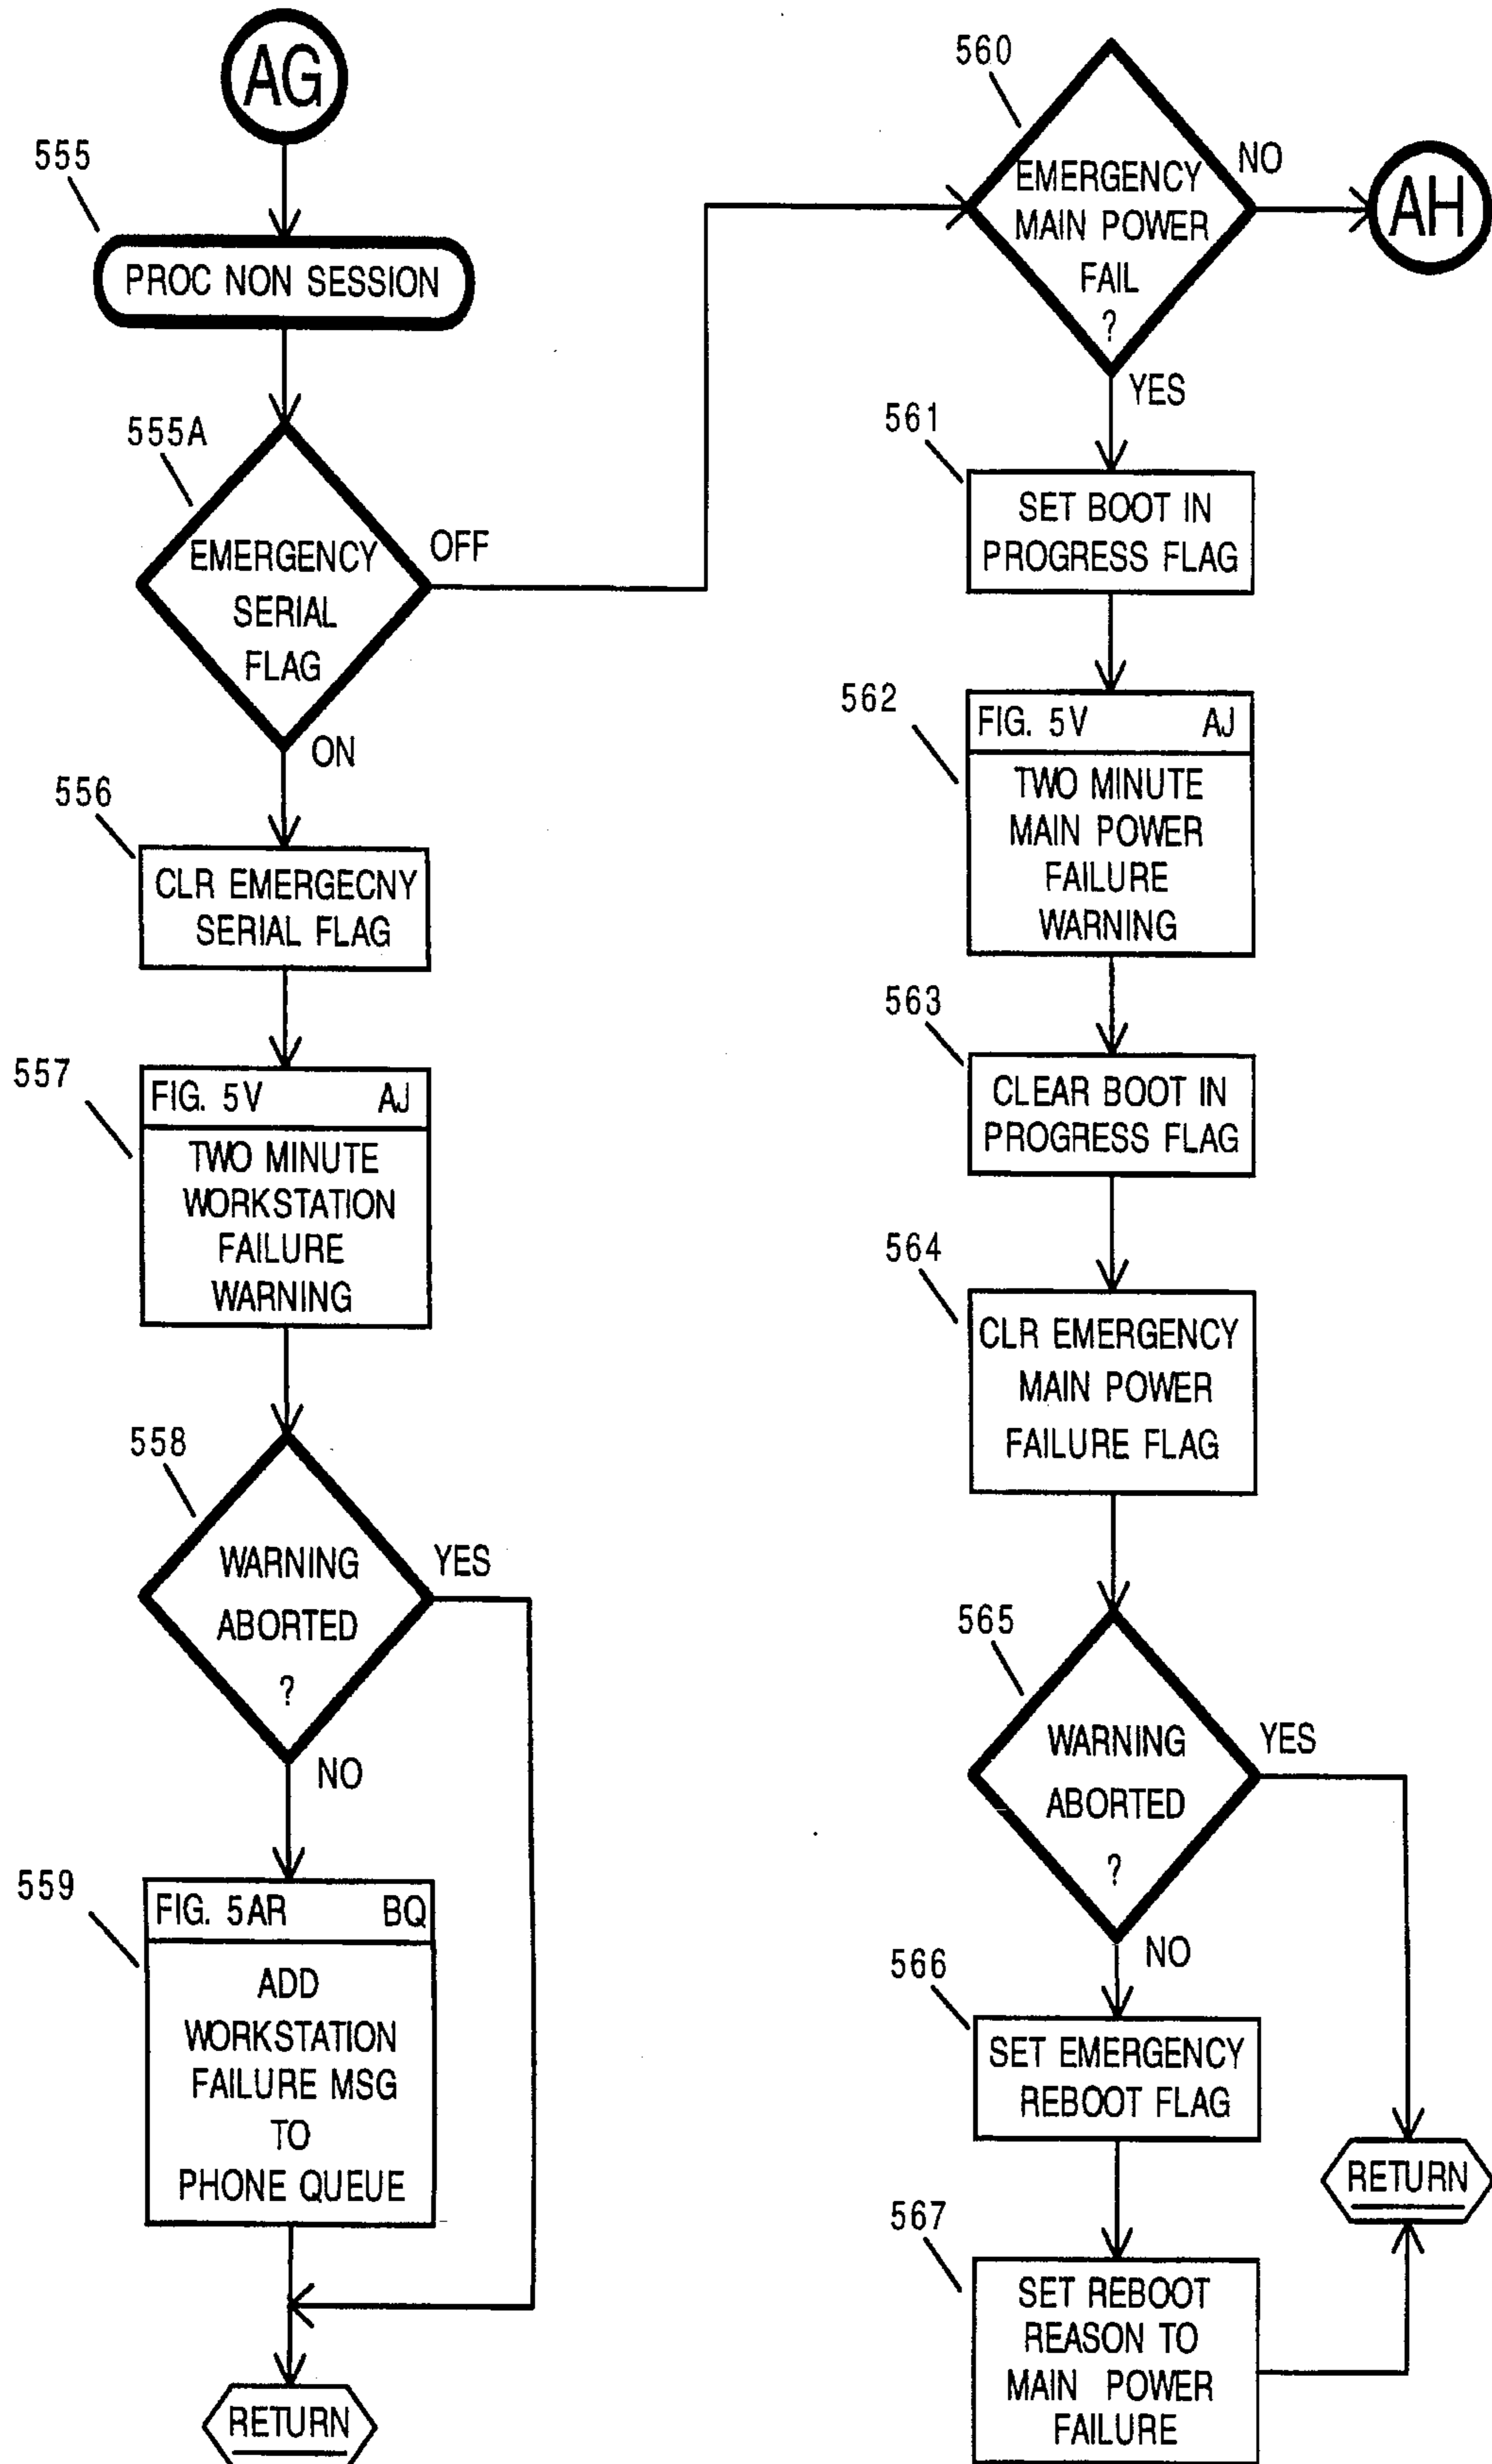 AG
555
PROC NON SESSION
555A
EMERGENCY
SERIAL
FLAG
OFF
ON
556
CLR EMERGECNY
SERIAL FLAG
557
FIG. 5V AJ
TWO MINUTE
WORKSTATION
FAILURE
WARNING
558
WARNING
ABORTED
?
YES
NO
559
FIG. 5AR BQ
ADD
WORKSTATION
FAILURE MSG
TO
PHONE QUEUE
RETURN
560
EMERGENCY
MAIN POWER
FAIL
?
NO
AH
YES
561
SET BOOT IN
PROGRESS FLAG
562
FIG. 5V AJ
TWO MINUTE
MAIN POWER
FAILURE
WARNING
563
CLEAR BOOT IN
PROGRESS FLAG
564
CLR EMERGENCY
MAIN POWER
FAILURE FLAG
565
WARNING
ABORTED
?
YES
NO
566
SET EMERGENCY
REBOOT FLAG
567
SET REBOOT
REASON TO
MAIN POWER
FAILURE
RETURN